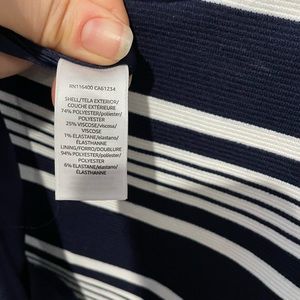 RN116400 CA61234
SHELL/TELA EXTERIOR/
COUCHE EXTÉRIEURE
74% POLYESTER/poliéster/
POLYESTER
25% VISCOSE/viscosa/
VISCOSE
1% ELASTANE/elastano/
ÉLASTHANNE
LINING/FORRO/DOUBLURE
94% POLYESTER/poliéster/
POLYESTER
6% ELASTANE/elastano/
ÉLASTHANNE